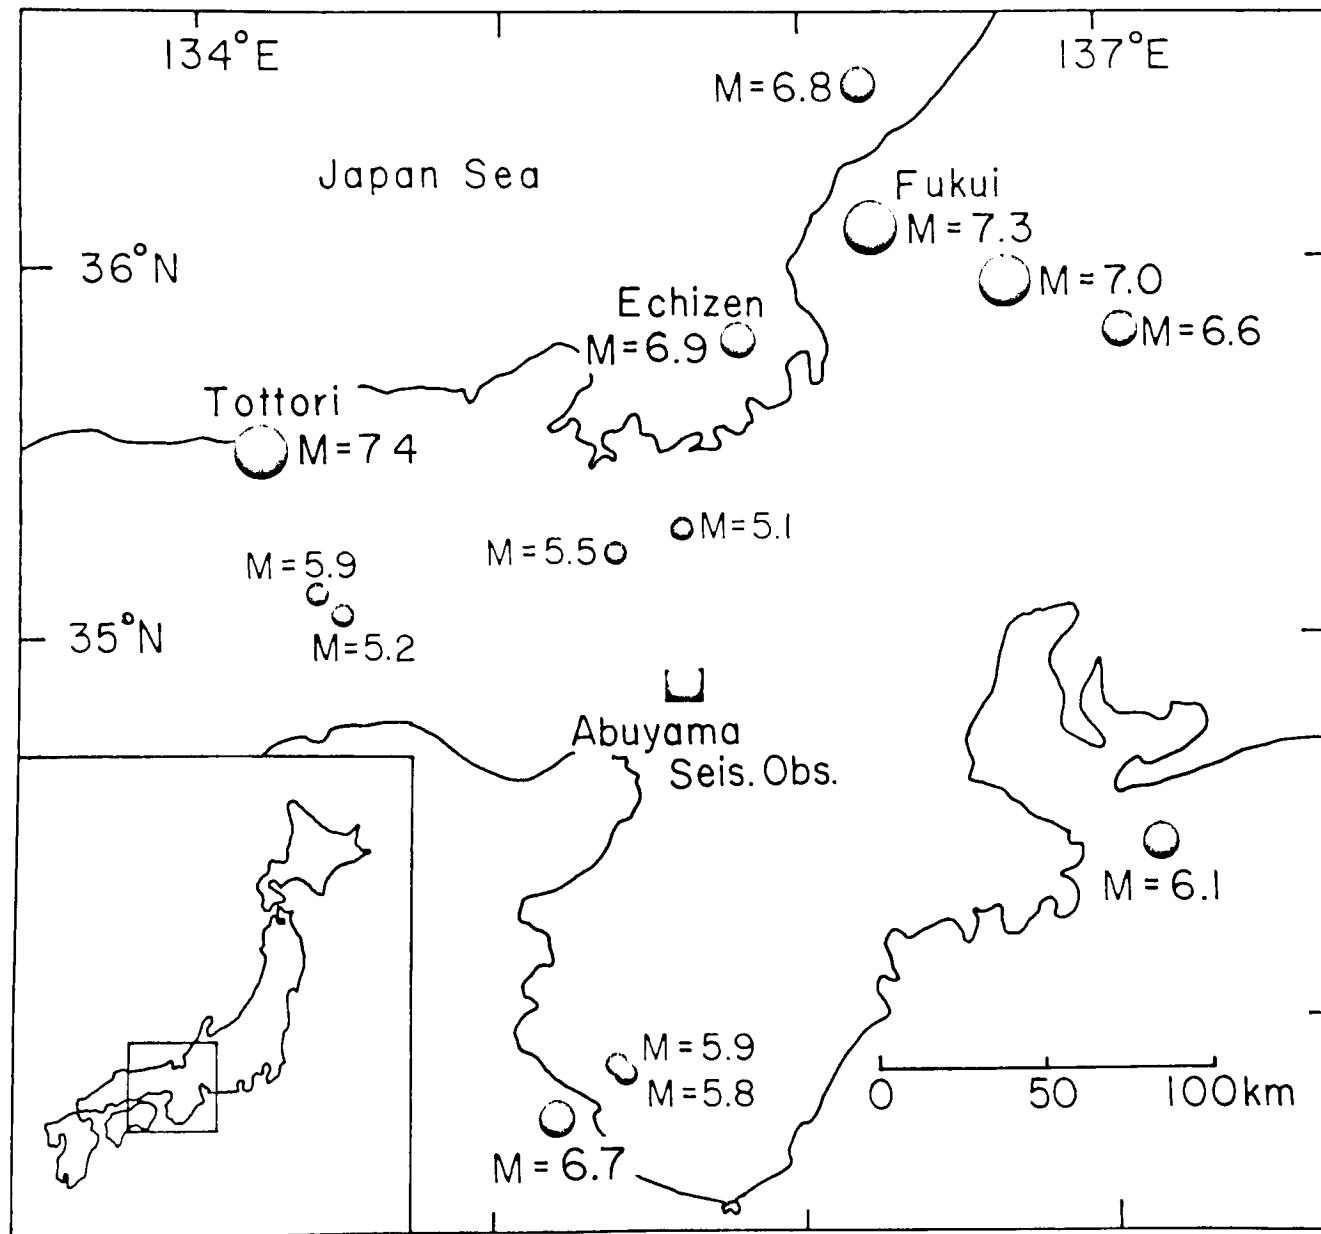 134°E
137°E
M=6.8
Japan Sea
Fukui
M=7.3
36°N
M=7.0
Echizen
M=6.9
M=6.6
Tottori
M=7 4
M=5.1
M=5.5
M=5.9
35°N
M=5.2
Abuyama
Seis. Obs.
M=6.1
M=5.9
M=5.8
0 50 100km
M=6.7